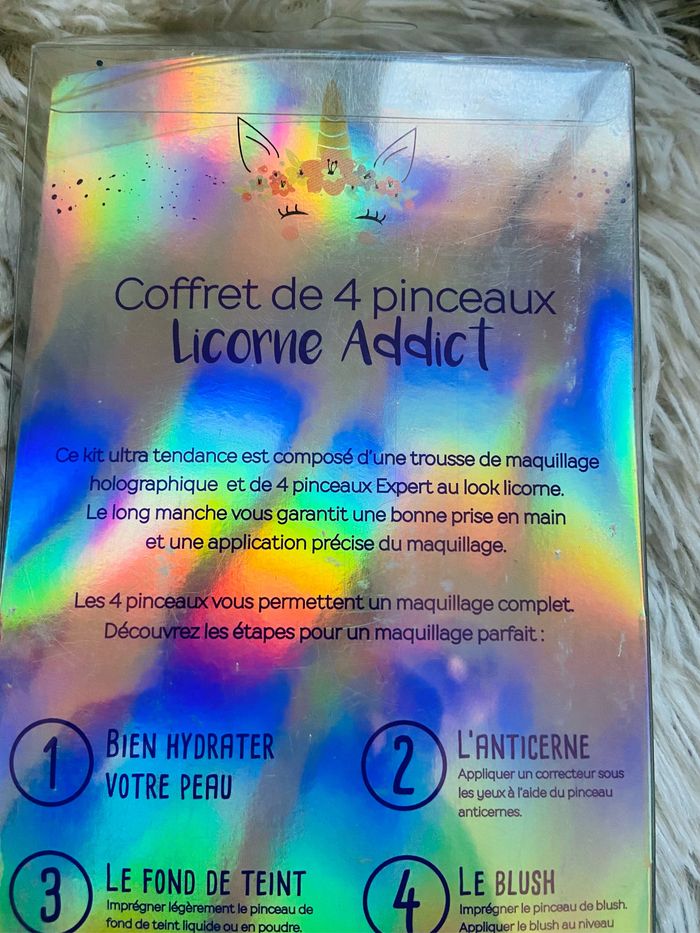 Coffret de 4 pinceaux
Licorne Addict
Ce kit ultra tendance est composé d'une trousse de maquillage
holographique et de 4 pinceaux Expert au look licorne.
Le long manche vous garantit une bonne prise en main
et une application précise du maquillage.
Les 4 pinceaux vous permettent un maquillage complet.
Découvrez les étapes pour un maquillage parfait :
1
BIEN HYDRATER
VOTRE PEAU
2
L'ANTICERNE
Appliquer un correcteur sous
les yeux à l'aide du pinceau
anticernes.
3
LE FOND DE TEINT
Imprégner légèrement le pinceau de
fond de teint liquide ou en poudre.
4
LE BLUSH
Imprégner le pinceau de blush.
Appliquer le blush au niveau